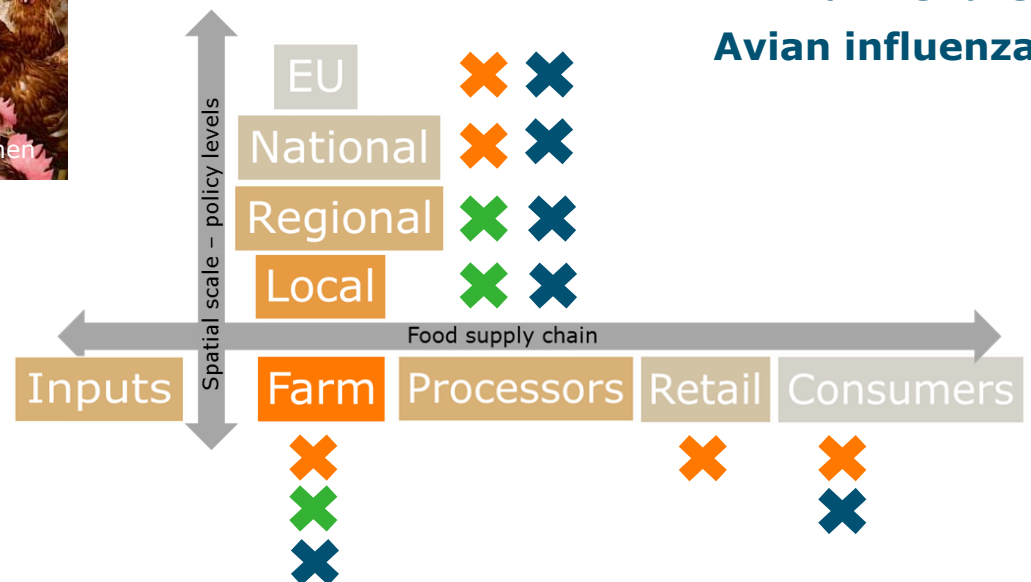 Avian influenza
EU
National
Regional
Local
Spatial scale – policy levels
Food supply chain
Inputs
Farm
Processors
Retail
Consumers